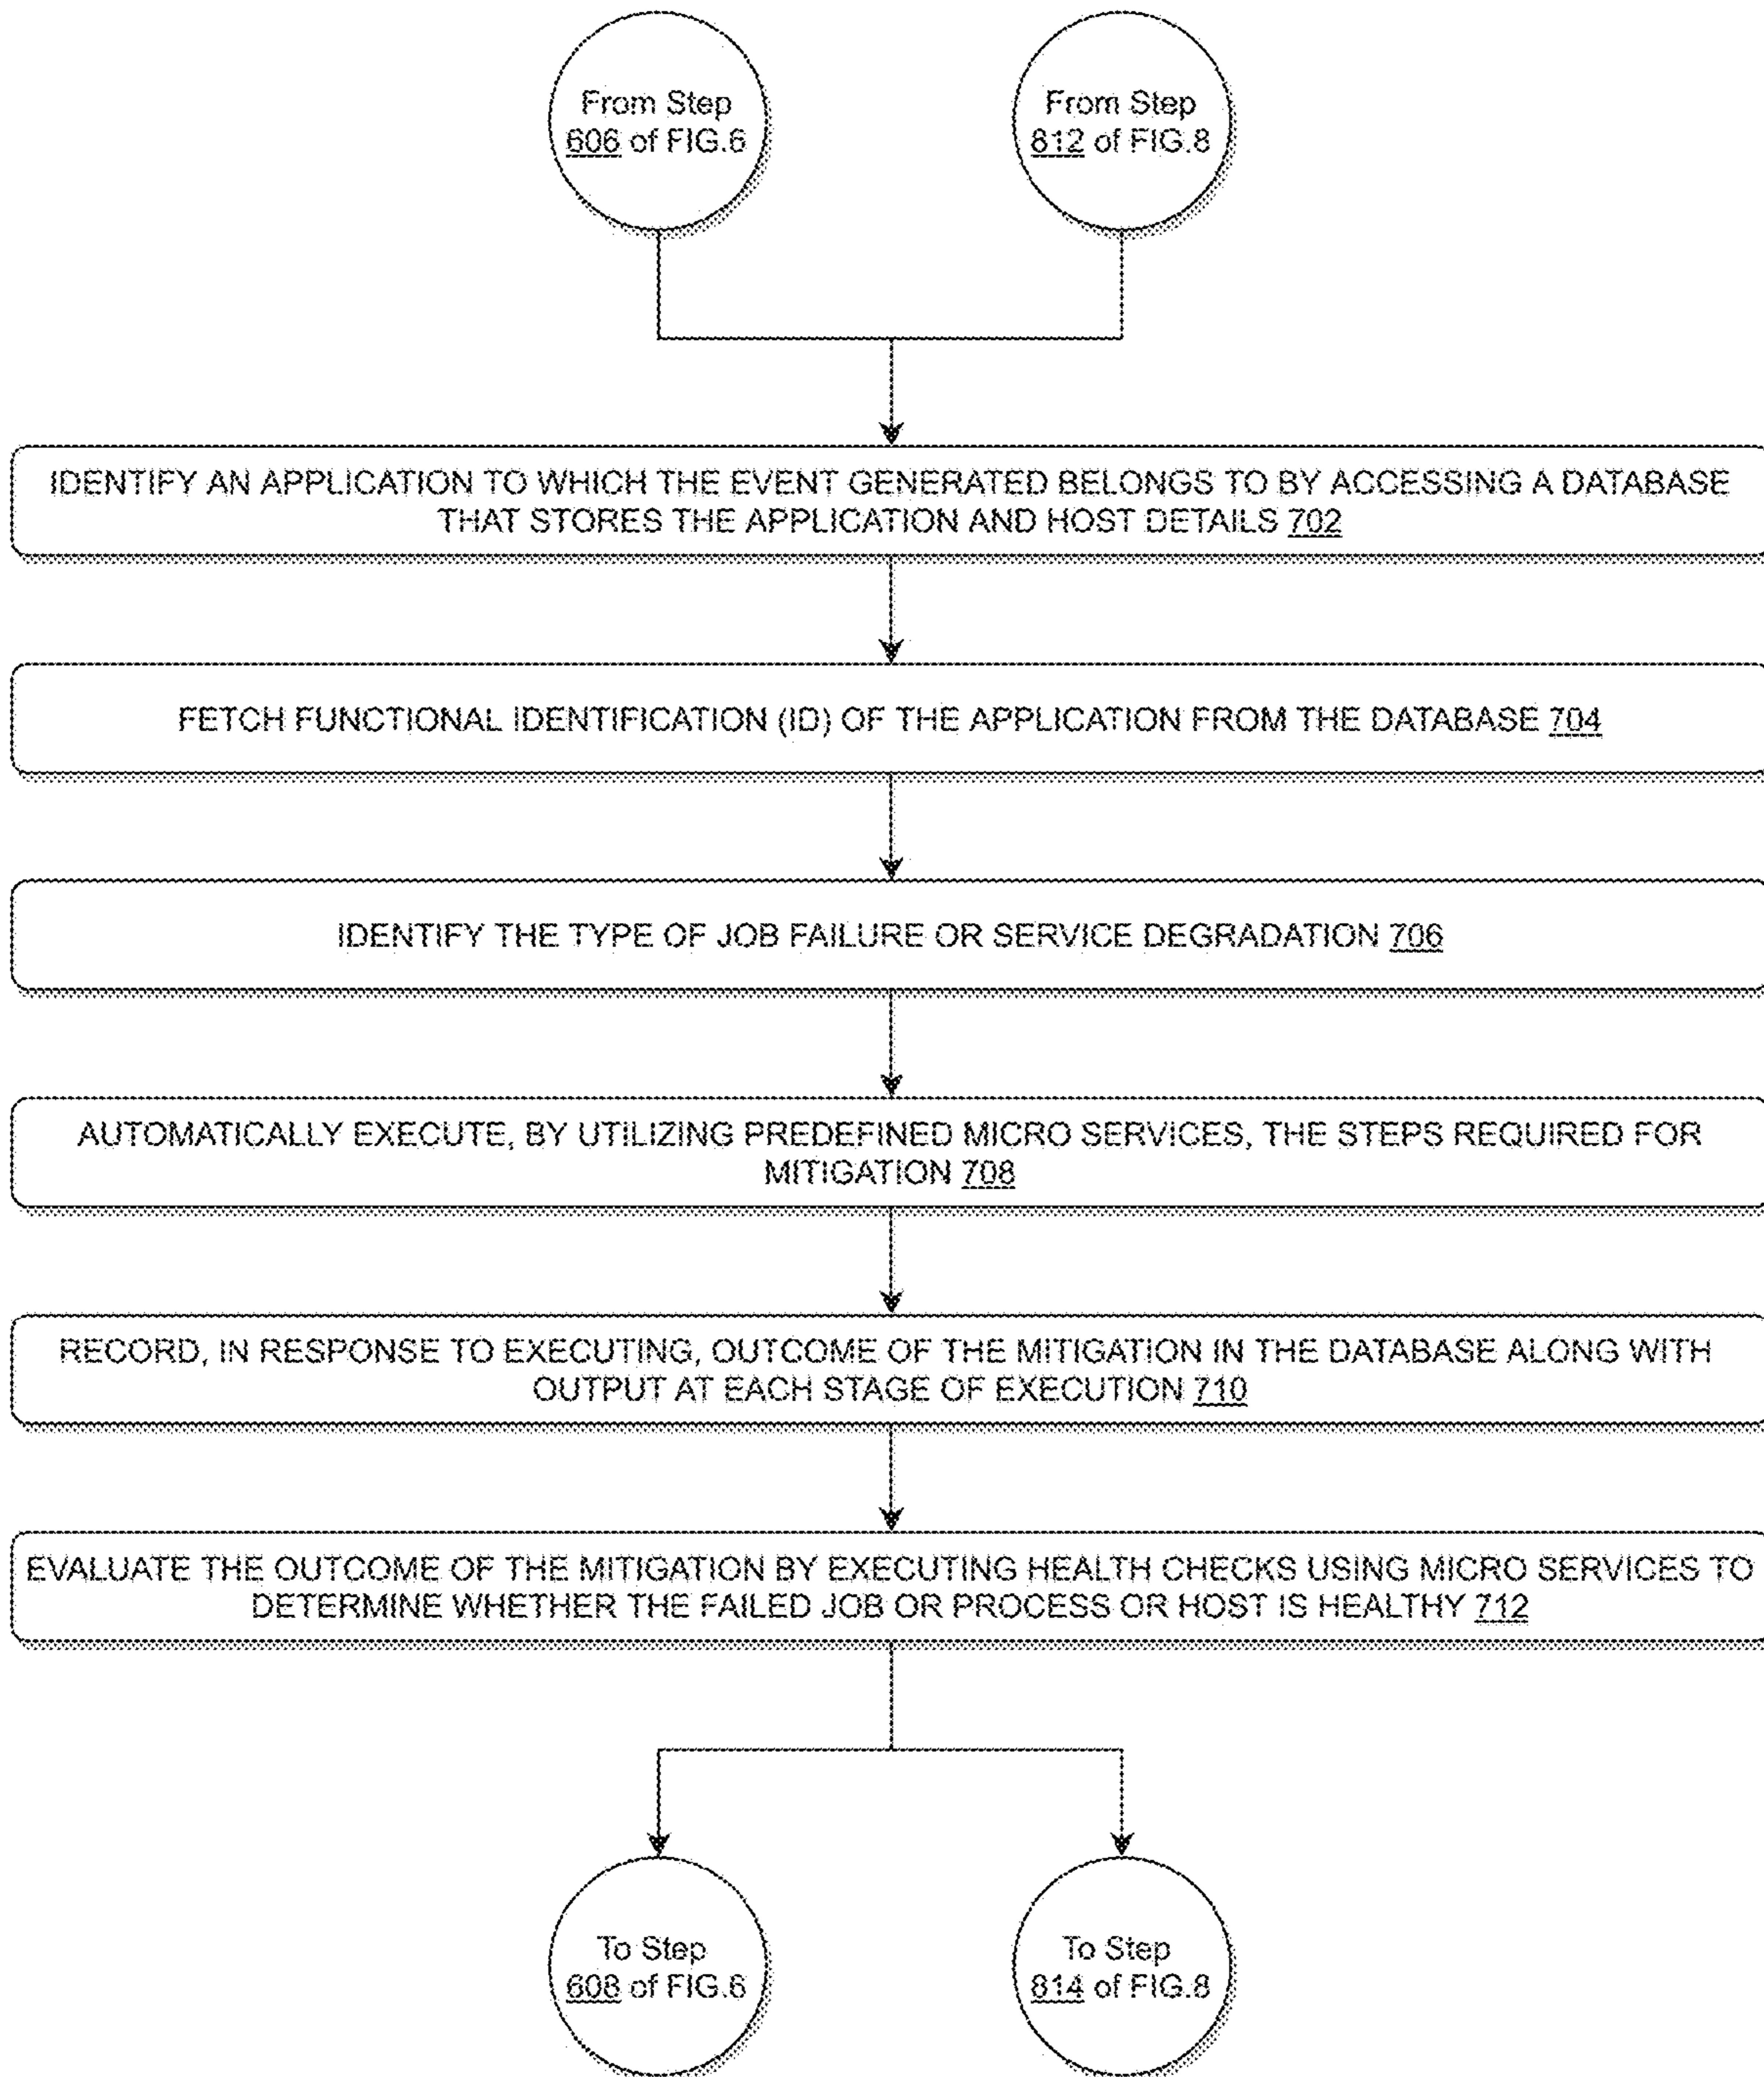 From Step
606 of FIG.6
From Step
812 of FIG.8
IDENTIFY AN APPLICATION TO WHICH THE EVENT GENERATED BELONGS TO BY ACCESSING A DATABASE
THAT STORES THE APPLICATION AND HOST DETAILS 702
FETCH FUNCTIONAL IDENTIFICATION (ID) OF THE APPLICATION FROM THE DATABASE 704
IDENTIFY THE TYPE OF JOB FAILURE OR SERVICE DEGRADATION 706
AUTOMATICALLY EXECUTE, BY UTILIZING PREDEFINED MICRO SERVICES, THE STEPS REQUIRED FOR
MITIGATION 708
RECORD, IN RESPONSE TO EXECUTING, OUTCOME OF THE MITIGATION IN THE DATABASE ALONG WITH
OUTPUT AT EACH STAGE OF EXECUTION 710
EVALUATE THE OUTCOME OF THE MITIGATION BY EXECUTING HEALTH CHECKS USING MICRO SERVICES TO
DETERMINE WHETHER THE FAILED JOB OR PROCESS OR HOST IS HEALTHY 712
To Step
608 of FIG.6
To Step
814 of FIG.8